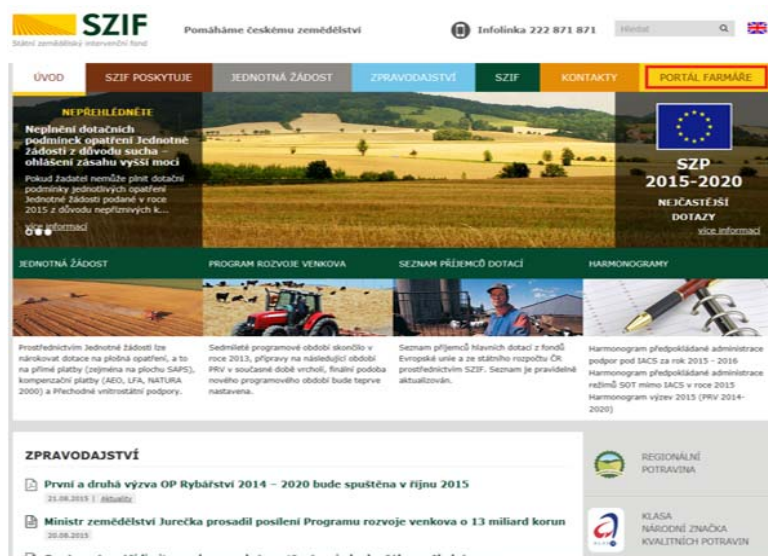 SZIF
Státní zemědělský intervenční fond
Pomáháme českému zemědělství
Infolinka 222 871 871
Hledat
ÚVOD
SZIF POSKYTUJE
JEDNOTNÁ ŽÁDOST
ZPRAVODAJSTVÍ
SZIF
KONTAKTY
PORTÁL FARMÁŘE
NEPŘEHLÉDNĚTE
Neplnění dotačních
podmínek opatření Jednotné
žádosti z důvodu sucha –
ohlášení zásahu vyšší moci
Pokud žadatel nemůže plnit dotační
podmínky jednotlivých opatření
Jednotné žádosti podané v roce
2015 z důvodu nepříznivých k...
více informací
SZP
2015-2020
NEJČASTĚJŠÍ
DOTAZY
více informací
JEDNOTNÁ ŽÁDOST
Prostřednictvím Jednotné žádosti lze
nárokovat dotace na plošná opatření, a to
na přímé platby (zejména na plochu SAPS),
kompenzační platby (AEO, LFA, NATURA
2000) a Přechodné vnitrostátní podpory.
PROGRAM ROZVOJE VENKOVA
Sedmileté programové období skončilo v
roce 2013, přípravy na následující období
PRV v současné době vrcholí, finální podoba
nového programového období bude teprve
nastavena.
SEZNAM PŘÍJEMCŮ DOTACÍ
Seznam příjemců hlavních dotací z fondů
Evropské unie a ze státního rozpočtu ČR
prostřednictvím SZIF. Seznam je pravidelně
aktualizován.
HARMONOGRAMY
Harmonogram předpokládané administrace
podpor pod IACS za rok 2015 - 2016
Harmonogram předpokládané administrace
režimů SOT mimo IACS v roce 2015
Harmonogram výzev 2015 (PRV 2014-
2020)
ZPRAVODAJSTVÍ
První a druhá výzva OP Rybářství 2014 – 2020 bude spuštěna v říjnu 2015
21.08.2015 | Aktuality
Ministr zemědělství Jurečka prosadil posílení Programu rozvoje venkova o 13 miliard korun
20.08.2015
REGIONÁLNÍ
POTRAVINA
KLASA
NÁRODNÍ ZNAČKA
KVALITNÍCH POTRAVIN